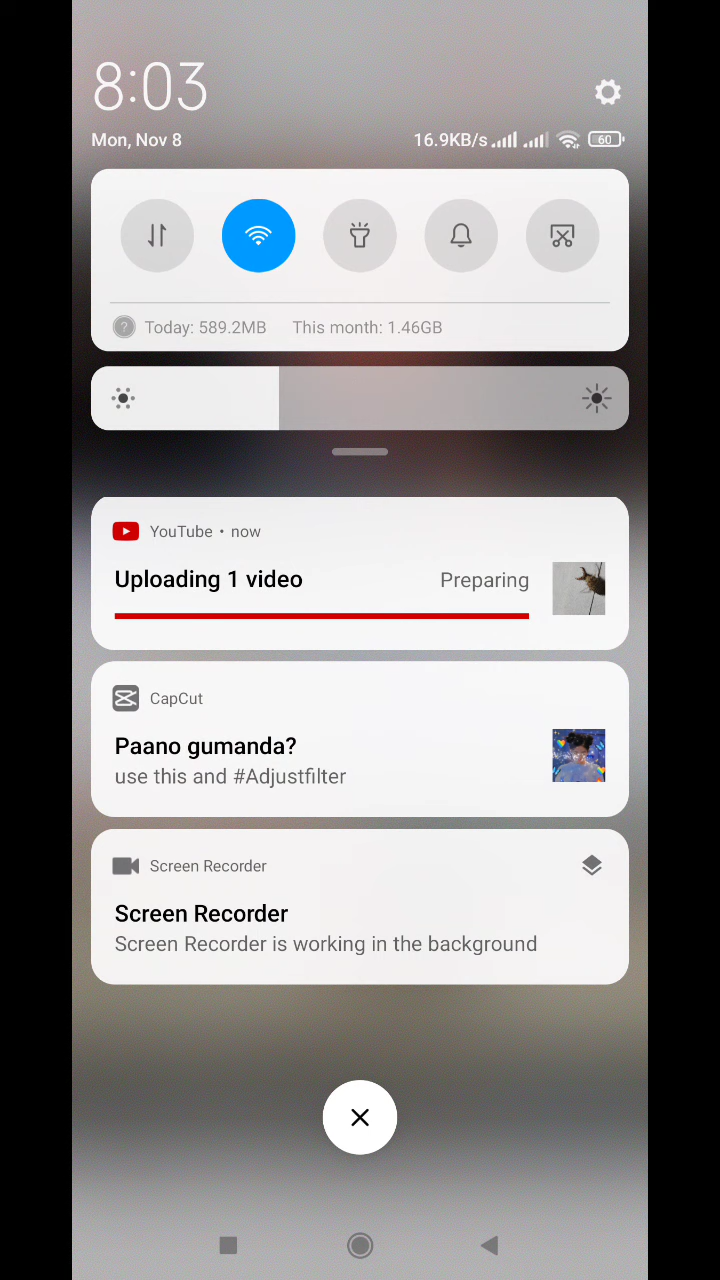 8:03
Mon, Nov 8
16.9KB/s
60
Today: 589.2MB
This month: 1.46GB
YouTube • now
Uploading 1 video
Preparing
CapCut
Paano gumanda?
use this and #Adjustfilter
Screen Recorder
Screen Recorder
Screen Recorder is working in the background